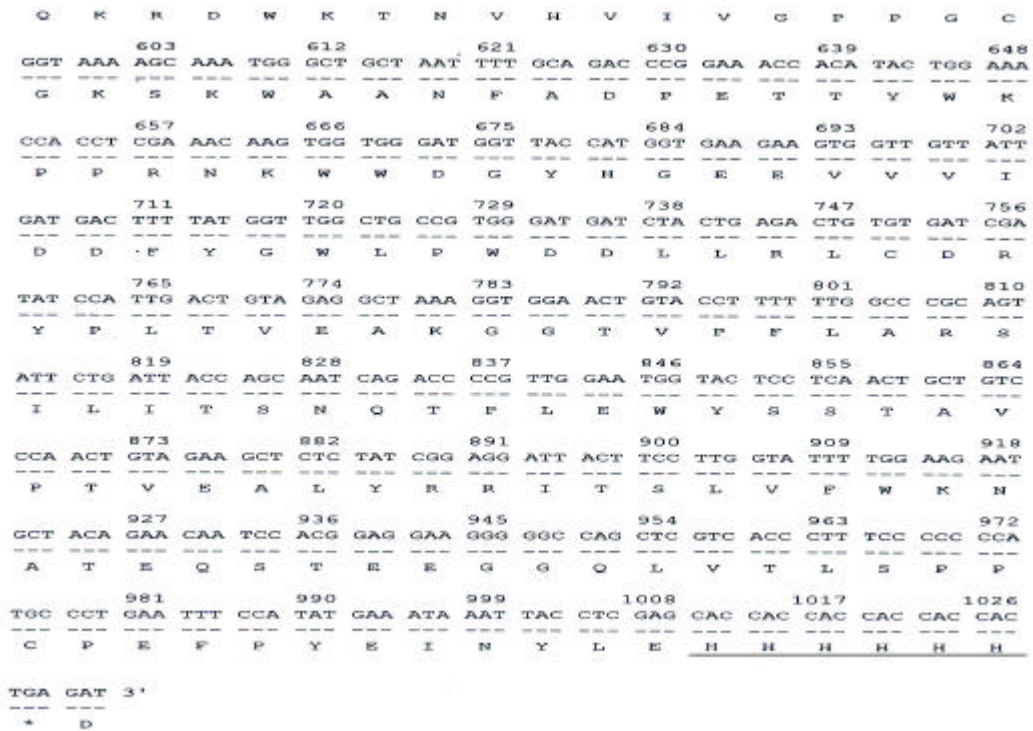 Q K R D W K T N V H V I V G P P G C
603 612 621 630 639 648
GGT AAA AGC AAA TGG GCT GCT AAT TTT GCA GAC CCG GAA ACC ACA TAC TGG AAA
G K S K W A A N F A D P E T T Y W K
657 666 675 684 693 702
CCA CCT CGA AAC AAG TGG TGG GAT GGT TAC CAT GGT GAA GAA GTG GTT GTT ATT
P P R N K W W D G Y H G E E V V V I
711 720 729 738 747 756
GAT GAC TTT TAT GGT TGG CTG CCG TGG GAT GAT CTA CTG AGA CTG TGT GAT CGA
D D F Y G W L P W D D L L R L C D R
765 774 783 792 801 810
TAT CCA TTG ACT GTA GAG GCT AAA GGT GGA ACT GTA CCT TTT TTG GCC CGC AGT
Y P L T V E A K G G T V P F L A R S
819 828 837 846 855 864
ATT CTG ATT ACC AGC AAT CAG ACC CCG TTG GAA TGG TAC TCC TCA ACT GCT GTC
I L I T S N Q T P L E W Y S S T A V
873 882 891 900 909 918
CCA ACT GTA GAA GCT CTC TAT CGG AGG ATT ACT TCC TTG GTA TTT TGG AAG AAT
P T V E A L Y R R I T S L V F W K N
927 936 945 954 963 972
GCT ACA GAA CAA TCC ACG GAG GAA GGG GGC CAG CTC GTC ACC CTT TCC CCC CCA
A T E Q S T E E G G Q L V T L S P P
981 990 999 1008 1017 1026
TGC CCT GAA TTT CCA TAT GAA ATA AAT TAC CTC GAG CAC CAC CAC CAC CAC CAC
C P E F P Y E I N Y L E H H H H H H
TGA GAT 3'
* D